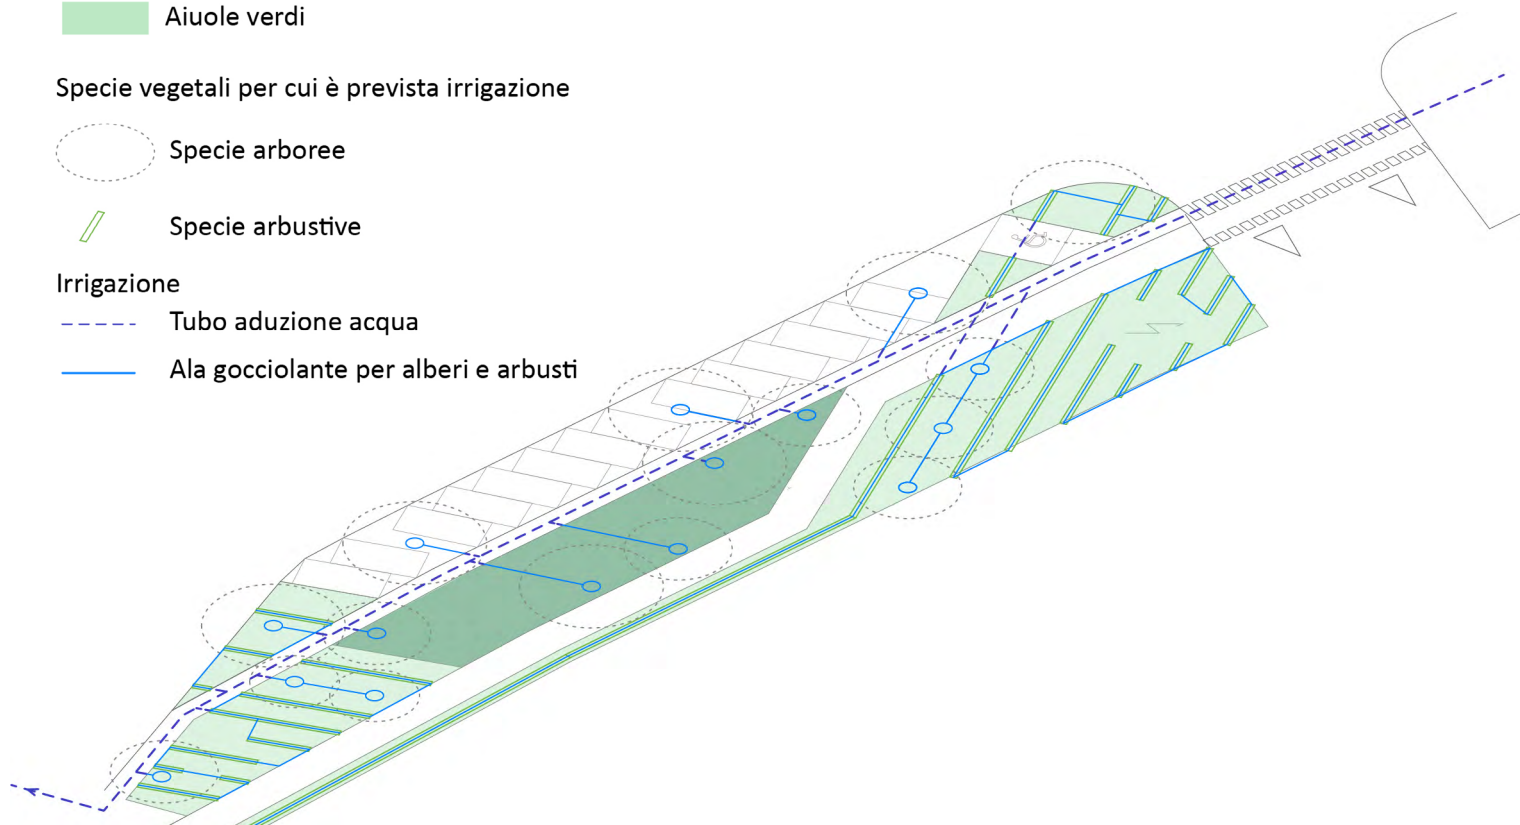 Aiuole verdi
Specie vegetali per cui è prevista irrigazione
Specie arboree
Specie arbustive
Irrigazione
Tubo aduzione acqua
Ala gocciolante per alberi e arbusti